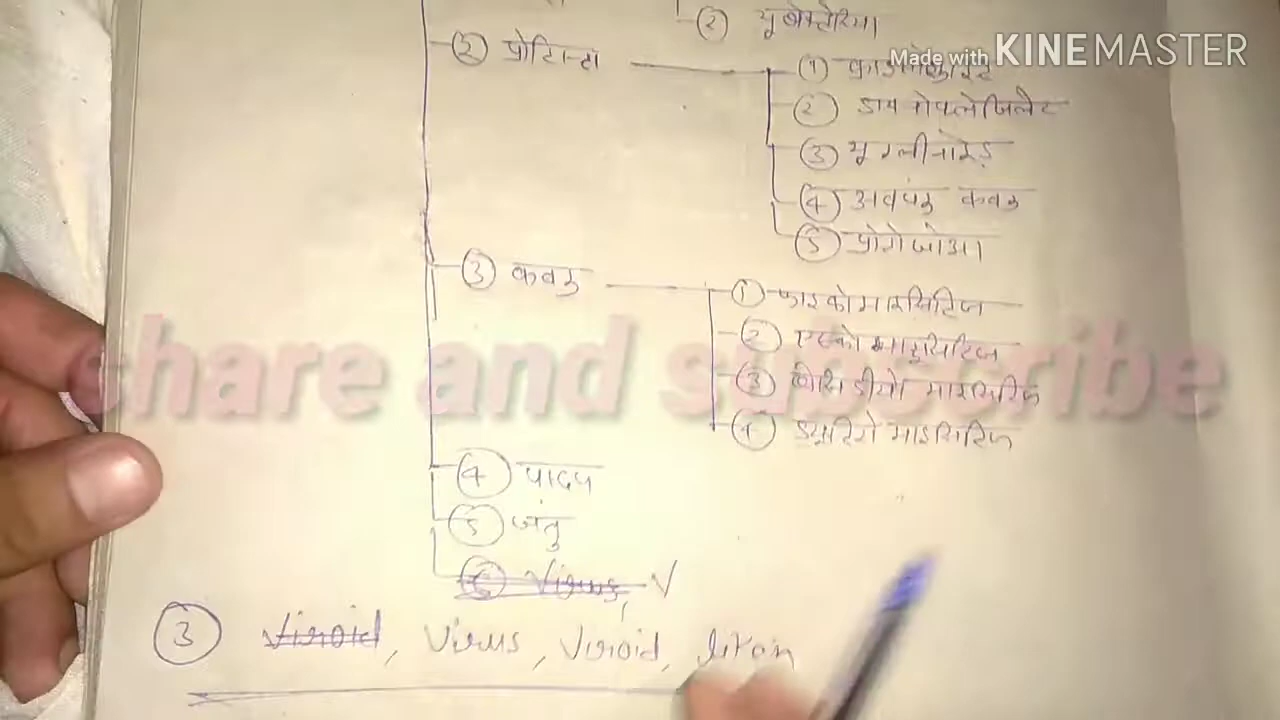 (2) यूबेक्टेरिया
Made with KINEMASTER
(2) प्रोटिस्टा
(1) क्राइसोफाइट
(2) डायनोफ्लेजिलेट
(3) यूग्लीनाइड
(4) अवपंक कवक
(5) प्रोटोजोआ
(3) कवक
(1) फाइकोमाइसिटिज
(2) एस्कोमाइसिटिज
(3) बेसिडीयोमाइसिटिज
(4) ड्यूटिरोमाइसिटिज
share and subscribe
(4) पादप
(5) जंतु
(6) Virus, V
(3) Viroid, Virus, Viroid,